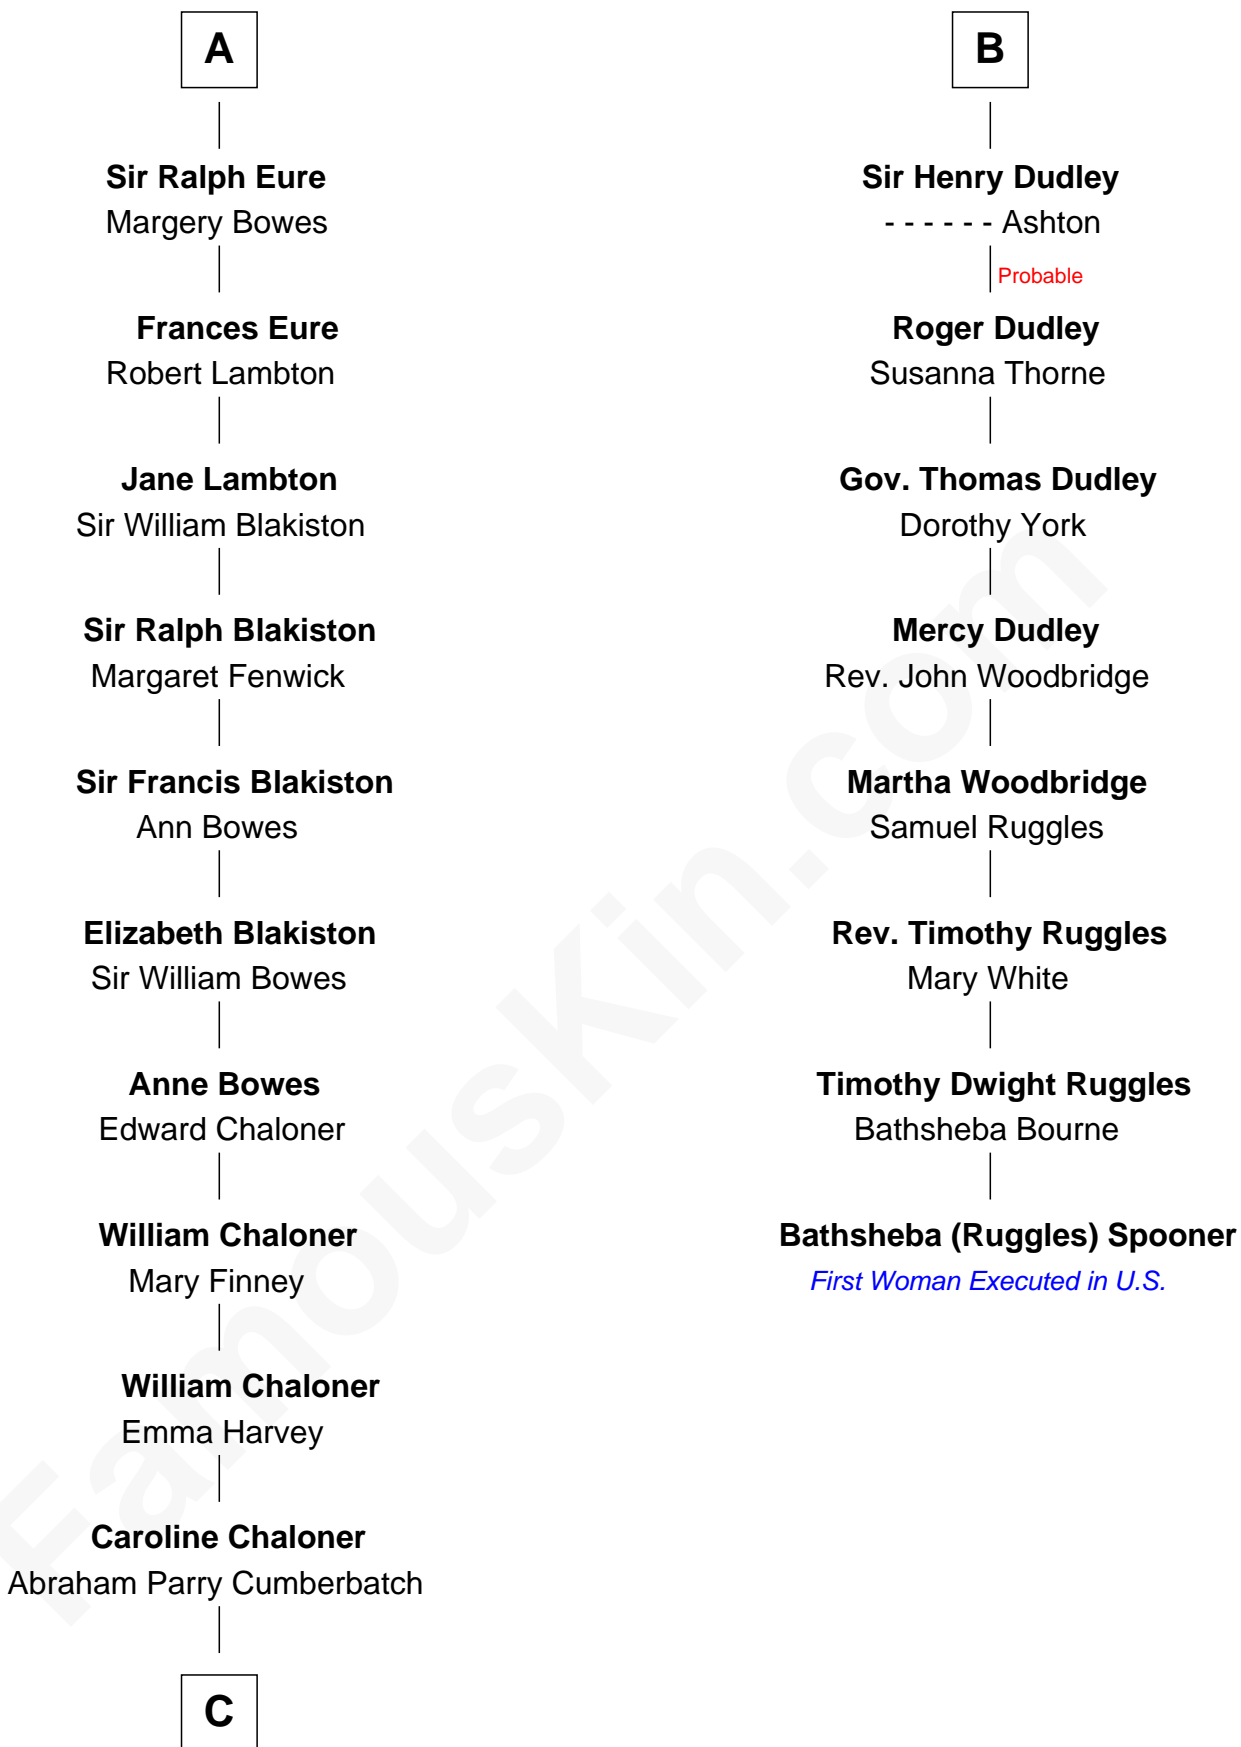 A
Sir Ralph Eure
Margery Bowes
Frances Eure
Robert Lambton
Jane Lambton
Sir William Blakiston
Sir Ralph Blakiston
Margaret Fenwick
Sir Francis Blakiston
Ann Bowes
Elizabeth Blakiston
Sir William Bowes
Anne Bowes
Edward Chaloner
William Chaloner
Mary Finney
William Chaloner
Emma Harvey
Caroline Chaloner
Abraham Parry Cumberbatch
C
B
Sir Henry Dudley
- - - - - - Ashton
Probable
Roger Dudley
Susanna Thorne
Gov. Thomas Dudley
Dorothy York
Mercy Dudley
Rev. John Woodbridge
Martha Woodbridge
Samuel Ruggles
Rev. Timothy Ruggles
Mary White
Timothy Dwight Ruggles
Bathsheba Bourne
Bathsheba (Ruggles) Spooner
First Woman Executed in U.S.
FamousKin.com